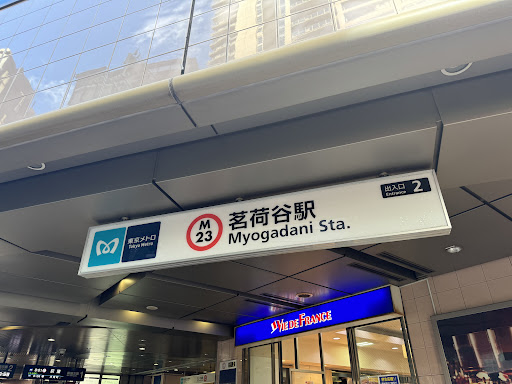 東京メトロ
Tokyo Metro
M
23
茗荷谷駅
Myogadani Sta.
出入口
Entrance
2
VIE DE FRANCE